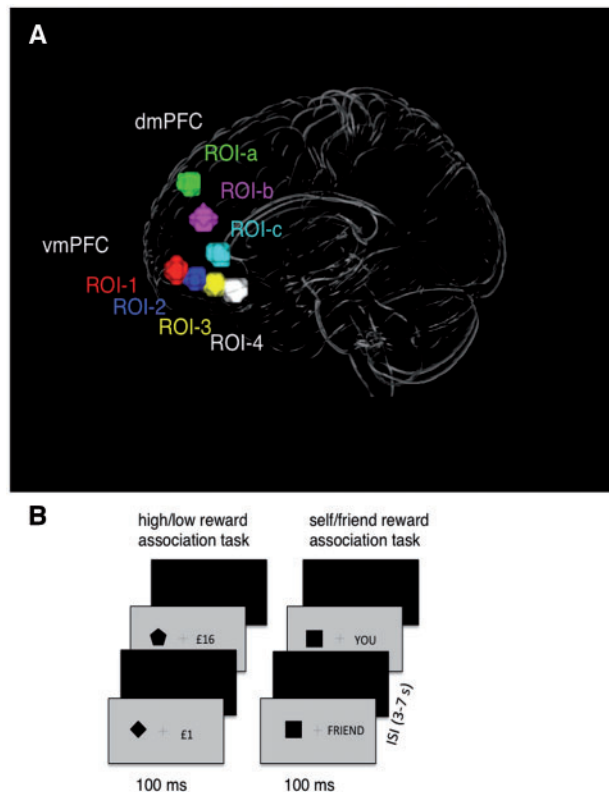 A
dmPFC
ROI-a
ROI-b
ROI-c
vmPFC
ROI-1
ROI-2
ROI-3
ROI-4
B
high/low reward
association task
self/friend reward
association task
£16
YOU
£1
FRIEND
ISI (3-7 s)
100 ms
100 ms